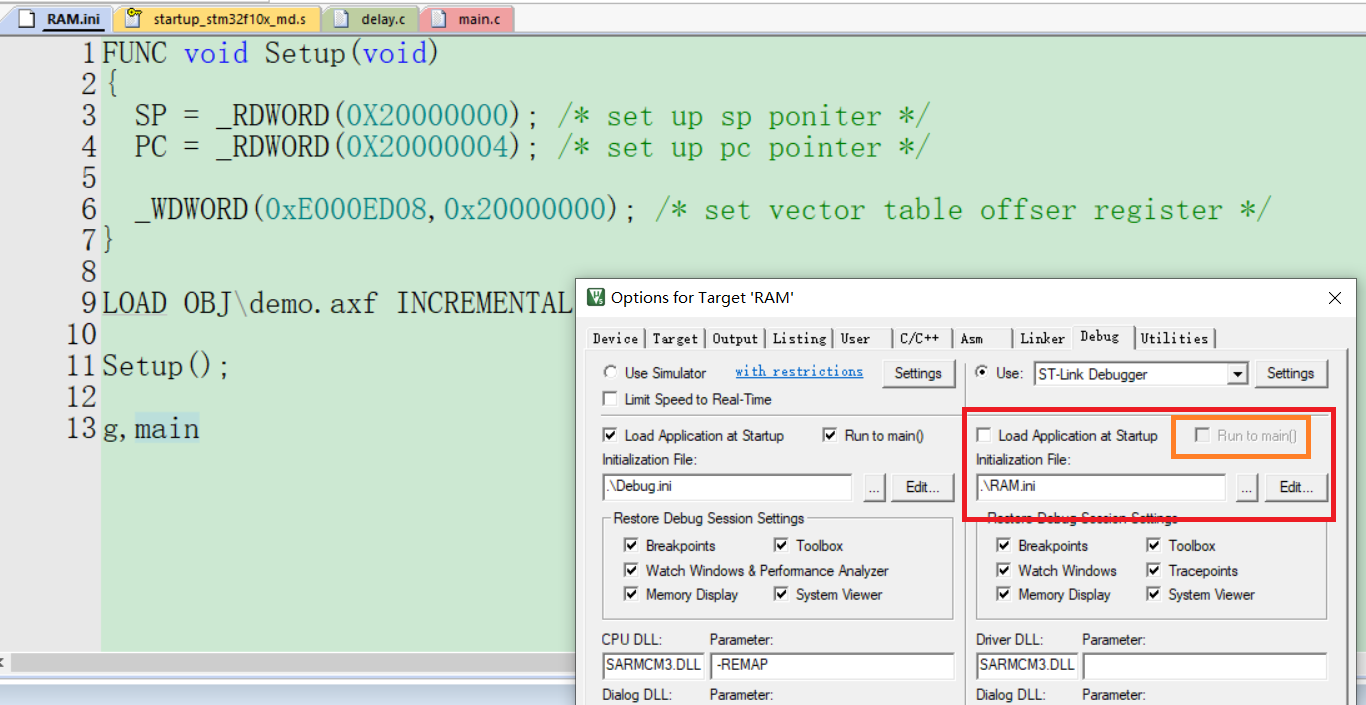 RAM.ini startup_stm32f10x_md.s delay.c main.c
1 FUNC void Setup(void)
2 {
3 SP = _RDWORD(0X20000000); /* set up sp poniter */
4 PC = _RDWORD(0X20000004); /* set up pc pointer */
5
6 _WDWORD(0xE000ED08,0x20000000); /* set vector table offser register */
7 }
8
9 LOAD OBJ\demo.axf INCREMENTAL
10
11 Setup();
12
13 g,main
Options for Target 'RAM'
Device Target Output Listing User C/C++ Asm Linker Debug Utilities
Use Simulator with restrictions Settings Use: ST-Link Debugger Settings
Limit Speed to Real-Time
Load Application at Startup Run to main() Load Application at Startup Run to main()
Initialization File: Initialization File:
.\Debug.ini ... Edit... .\RAM.ini ... Edit...
Restore Debug Session Settings Restore Debug Session Settings
Breakpoints Toolbox Breakpoints Toolbox
Watch Windows & Performance Analyzer Watch Windows Tracepoints
Memory Display System Viewer Memory Display System Viewer
CPU DLL: Parameter: Driver DLL: Parameter:
SARMCM3.DLL -REMAP SARMCM3.DLL
Dialog DLL: Parameter: Dialog DLL: Parameter: